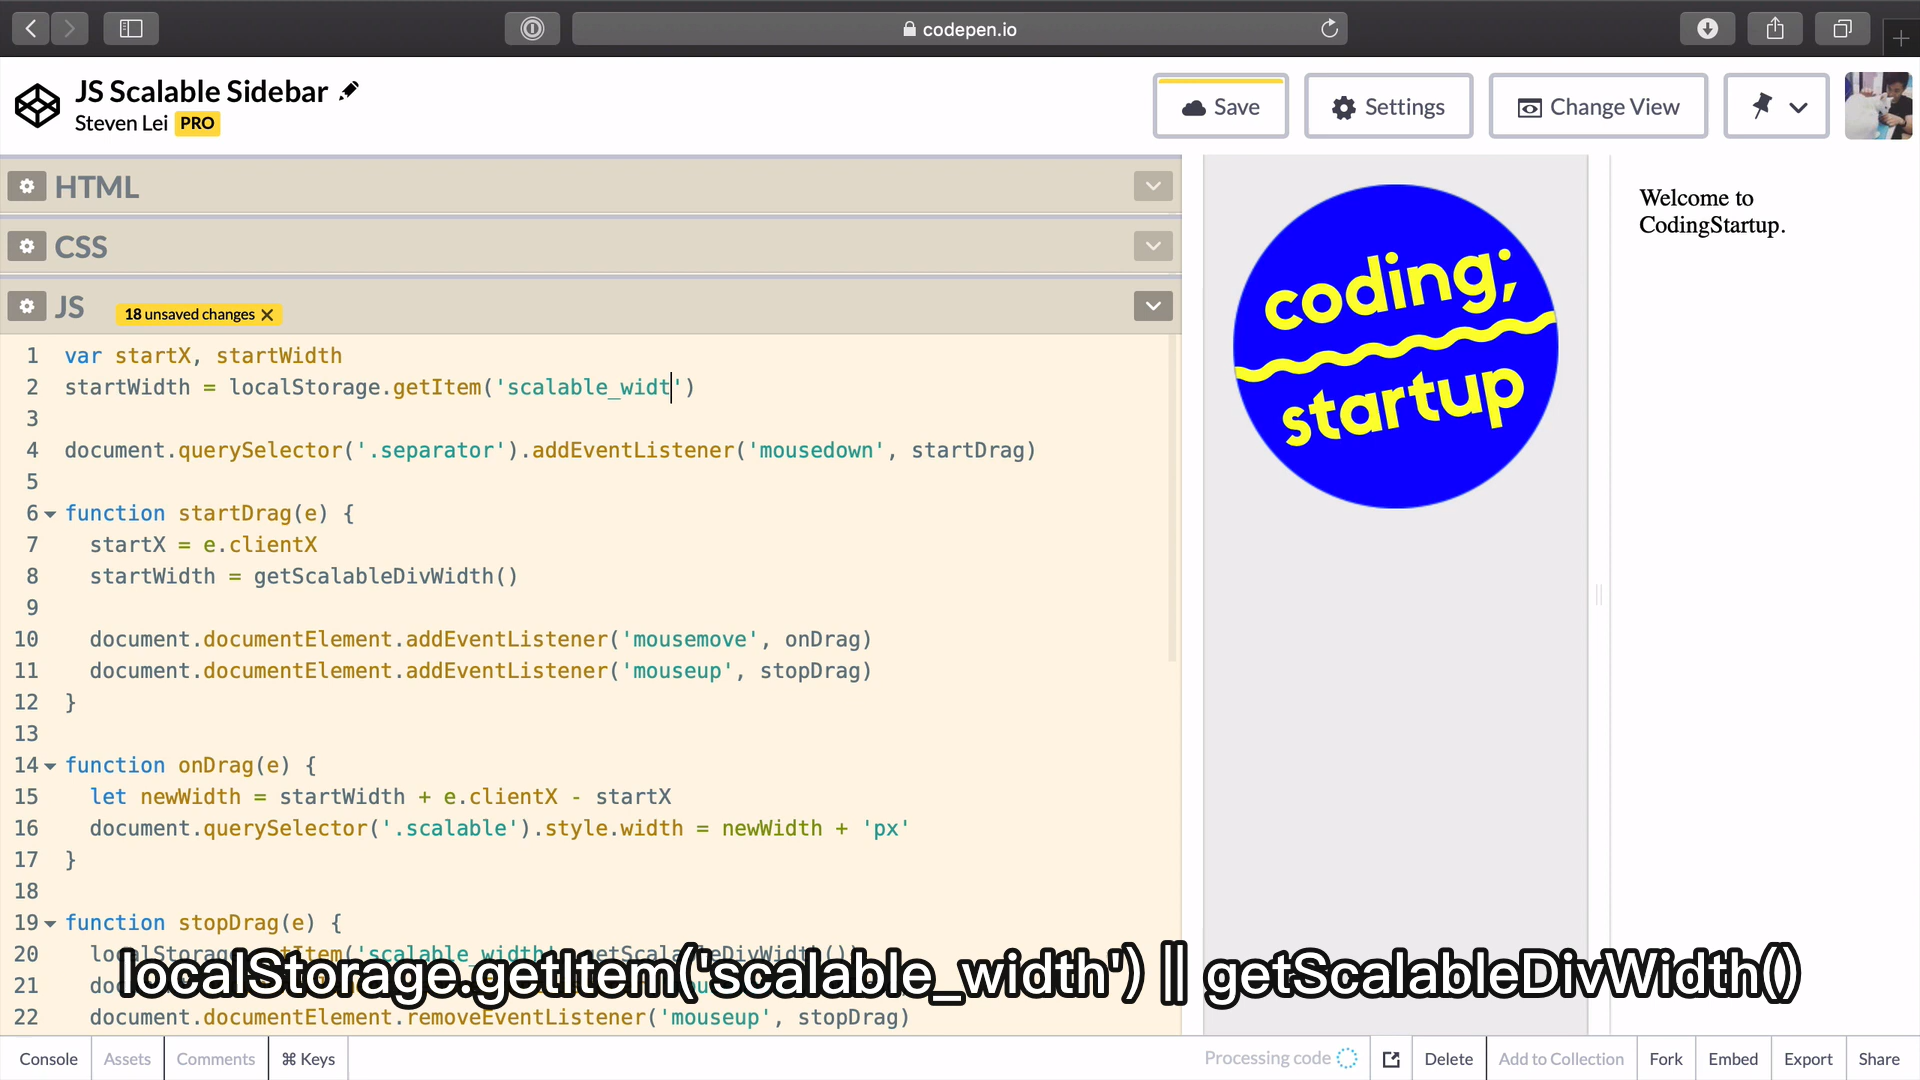 codepen.io
JS Scalable Sidebar
Steven Lei PRO
Save
Settings
Change View
HTML
CSS
JS
18 unsaved changes ×
1 var startX, startWidth
2 startWidth = localStorage.getItem('scalable_widt')
3
4 document.querySelector('.separator').addEventListener('mousedown', startDrag)
5
6 function startDrag(e) {
7 startX = e.clientX
8 startWidth = getScalableDivWidth()
9
10 document.documentElement.addEventListener('mousemove', onDrag)
11 document.documentElement.addEventListener('mouseup', stopDrag)
12 }
13
14 function onDrag(e) {
15 let newWidth = startWidth + e.clientX - startX
16 document.querySelector('.scalable').style.width = newWidth + 'px'
17 }
18
19 function stopDrag(e) {
20
21
22 document.documentElement.removeEventListener('mouseup', stopDrag)
localStorage.getItem('scalable_width') || getScalableDivWidth()
coding;
startup
Welcome to
CodingStartup.
Console
Assets
Comments
⌘ Keys
Processing code
Delete
Add to Collection
Fork
Embed
Export
Share